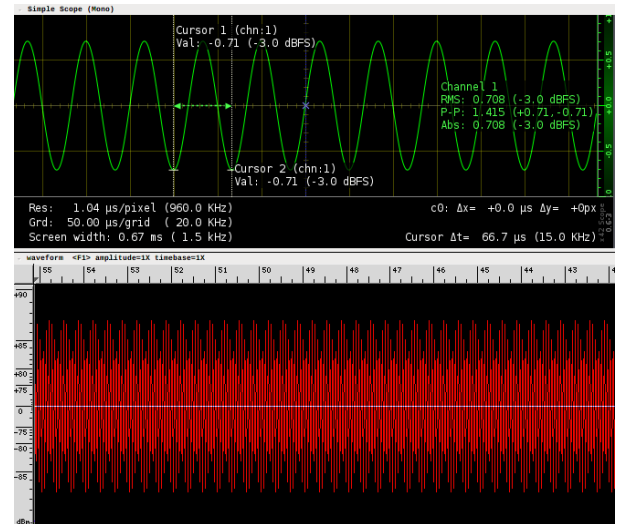 Simple Scope (Mono)
Cursor 1 (chn:1)
Val: -0.71 (-3.0 dBFS)
+0.5
Channel 1
RMS: 0.708 (-3.0 dBFS)
P-P: 1.415 (+0.71,-0.71)
Abs: 0.708 (-3.0 dBFS)
+0.0
-0.5
Cursor 2 (chn:1)
Val: -0.71 (-3.0 dBFS)
Res: 1.04 µs/pixel (960.0 KHz)
c0: Δx= +0.0 µs Δy= +0px
Grd: 50.00 µs/grid ( 20.0 KHz)
Screen width: 0.67 ms ( 1.5 kHz)
Cursor Δt= 66.7 µs (15.0 KHz)
x42 Scope
0.6.3
waveform <F1> amplitude=1X timebase=1X
55 54 53 52 51 50 49 48 47 46 45 44 43
+90
+85
+80
+75
0
-75
-80
-85
dBm